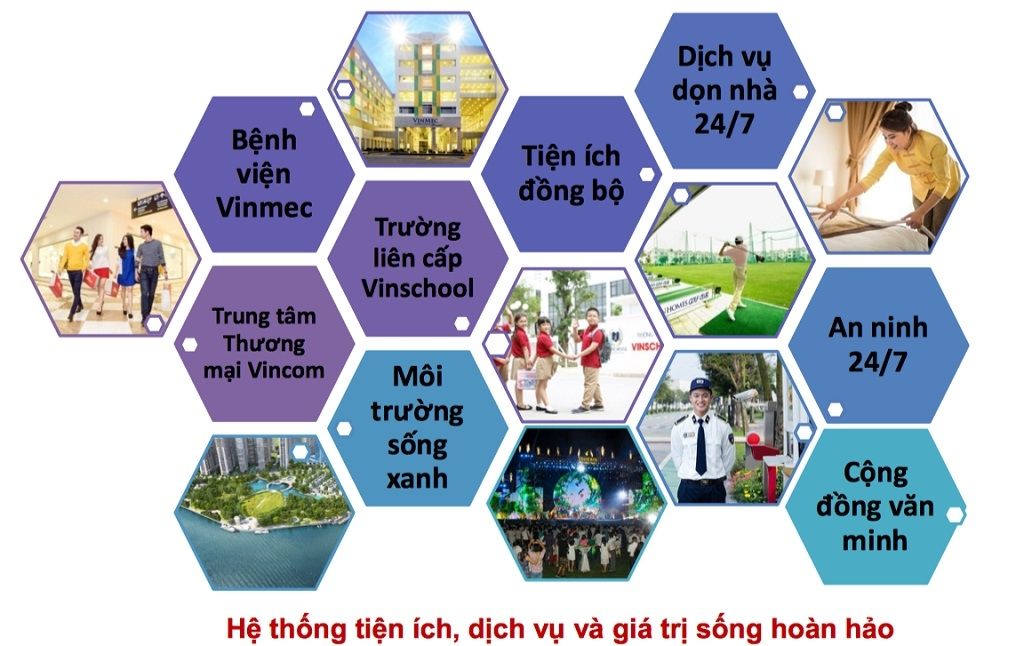 Dịch vụ
dọn nhà
24/7
Bệnh
viện
Vinmec
VINMEC
Tiện ích
đồng bộ
Trường
liên cấp
Vinschool
Trung tâm
Thương
mại Vincom
VINSCH
An ninh
24/7
Môi
trường
sống
xanh
Cộng
đồng văn
minh
Hệ thống tiện ích, dịch vụ và giá trị sống hoàn hảo